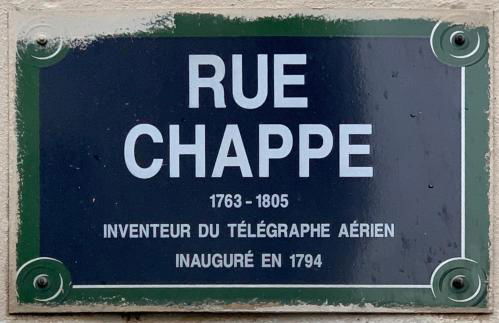 RUE
CHAPPE
1763 - 1805
INVENTEUR DU TÉLÉGRAPHE AÉRIEN
INAUGURÉ EN 1794